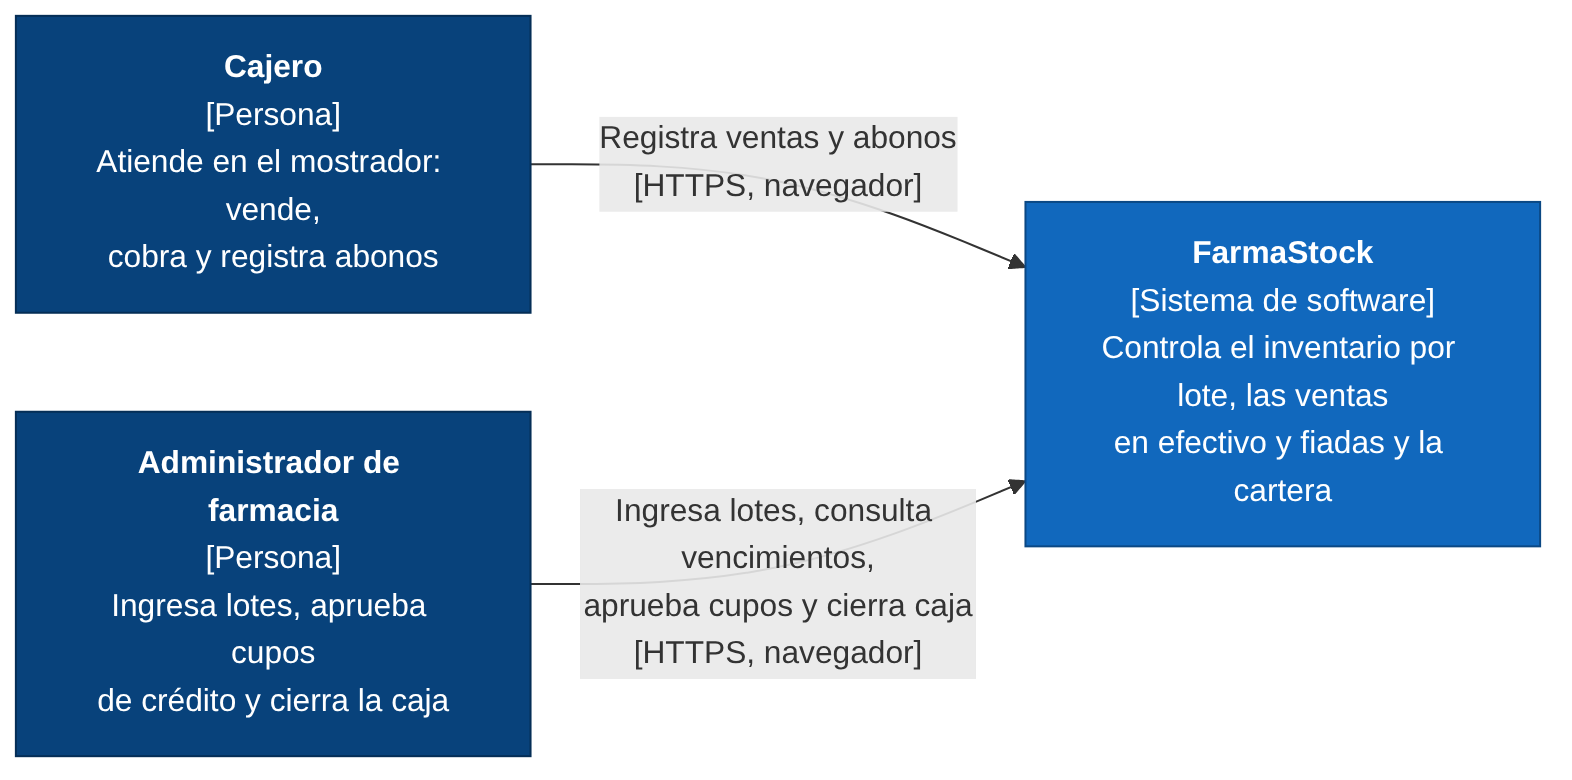 Cajero
[Persona]
Atiende en el mostrador:
vende,
cobra y registra abonos
Registra ventas y abonos
[HTTPS, navegador]
FarmaStock
[Sistema de software]
Controla el inventario por
lote, las ventas
en efectivo y fiadas y la
cartera
Administrador de
farmacia
[Persona]
Ingresa lotes, aprueba
cupos
de crédito y cierra la caja
Ingresa lotes, consulta
vencimientos,
aprueba cupos y cierra caja
[HTTPS, navegador]